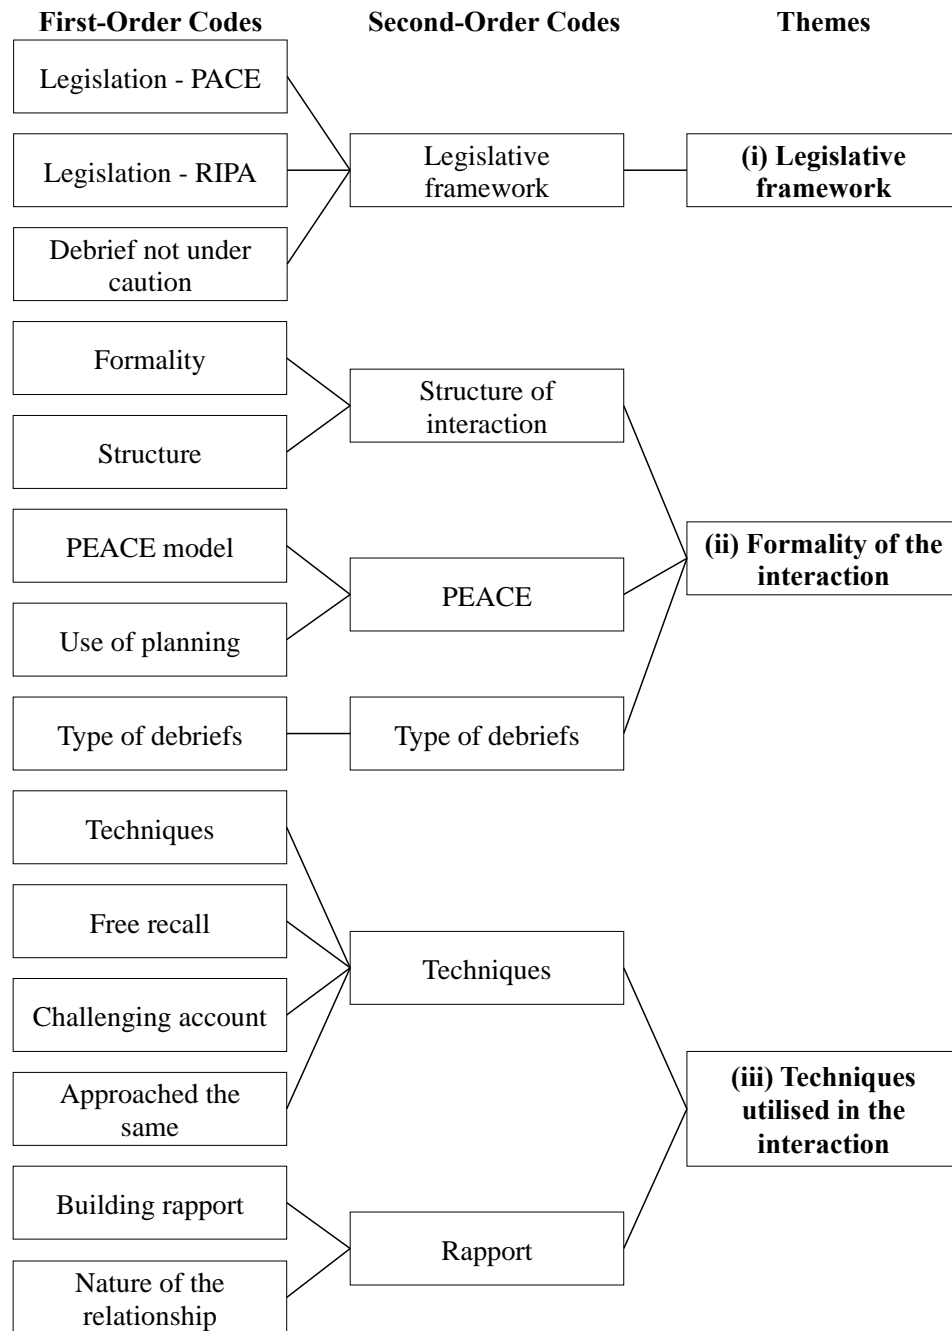 First-Order Codes
Second-Order Codes
Themes
Legislation - PACE
Legislation - RIPA
Debrief not under
caution
Legislative
framework
(i) Legislative
framework
Formality
Structure
Structure of
interaction
PEACE model
Use of planning
PEACE
Type of debriefs
Type of debriefs
(ii) Formality of the
interaction
Techniques
Free recall
Challenging account
Approached the
same
Techniques
Building rapport
Nature of the
relationship
Rapport
(iii) Techniques
utilised in the
interaction